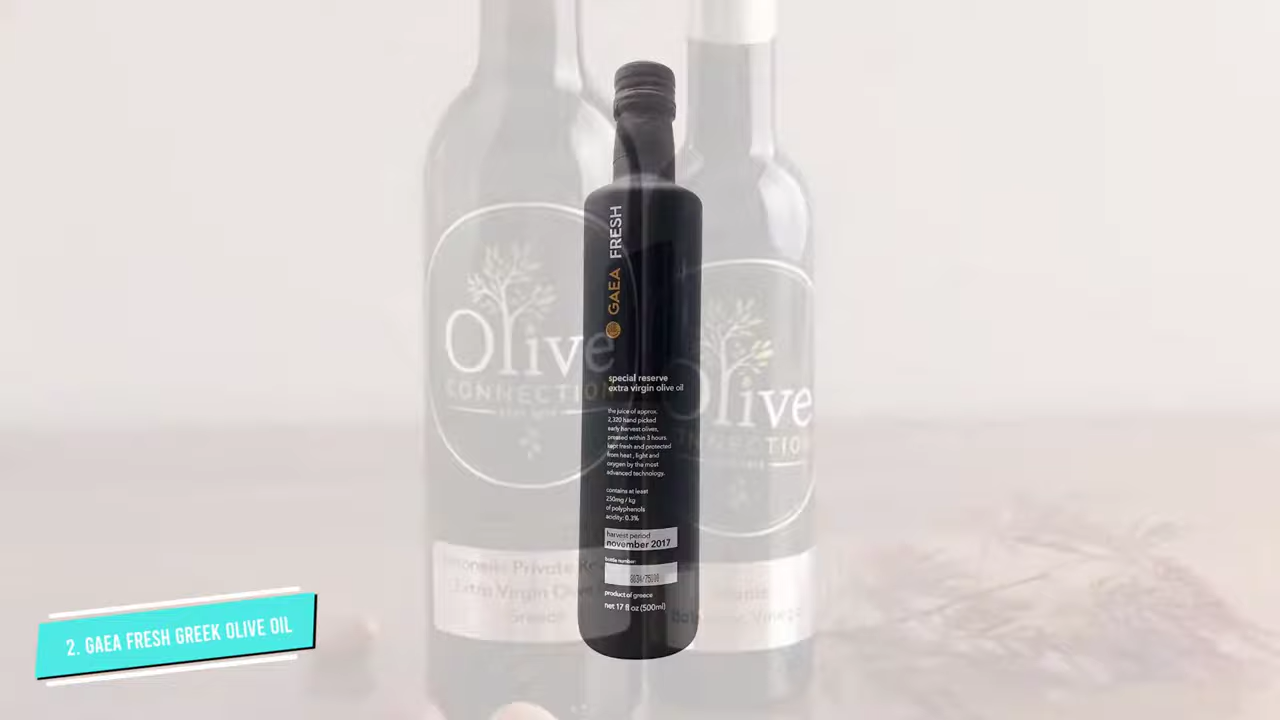 GAEA FRESH
special reserve
extra virgin olive oil
the juice of approx.
2,320 hand picked
early harvest olives,
pressed within 3 hours.
kept fresh and protected
from heat, light and
oxygen by the most
advanced technology.
contains at least
250mg / kg
of polyphenols
acidity: 0.3%
harvest period
november 2017
bottle number:
product of greece
net 17 fl oz (500ml)
Olive
CONNECTION
Private
Extra Virgin
Greece
Olive
CONNECTION
2. GAEA FRESH GREEK OLIVE OIL